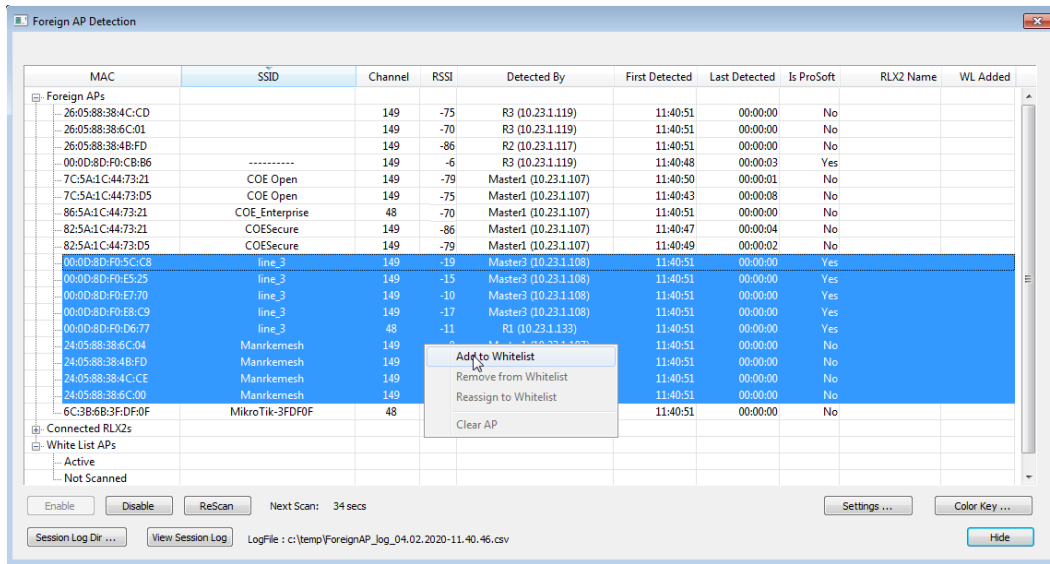 Foreign AP Detection
MAC SSID Channel RSSI Detected By First Detected Last Detected Is ProSoft RLX2 Name WL Added
Foreign APs
26:05:88:38:4C:CD 149 -75 R3 (10.23.1.119) 11:40:51 00:00:00 No
26:05:88:38:6C:01 149 -70 R3 (10.23.1.119) 11:40:51 00:00:00 No
26:05:88:38:4B:FD 149 -86 R2 (10.23.1.117) 11:40:51 00:00:00 No
00:0D:8D:F0:CB:B6 ---------- 149 -6 R3 (10.23.1.119) 11:40:48 00:00:03 Yes
7C:5A:1C:44:73:21 COE Open 149 -79 Master1 (10.23.1.107) 11:40:50 00:00:01 No
7C:5A:1C:44:73:D5 COE Open 149 -75 Master1 (10.23.1.107) 11:40:43 00:00:08 No
86:5A:1C:44:73:21 COE_Enterprise 48 -70 Master1 (10.23.1.107) 11:40:51 00:00:00 No
82:5A:1C:44:73:21 COESecure 149 -86 Master1 (10.23.1.107) 11:40:47 00:00:04 No
82:5A:1C:44:73:D5 COESecure 149 -79 Master1 (10.23.1.107) 11:40:49 00:00:02 No
00:0D:8D:F0:5C:C8 line_3 149 -19 Master3 (10.23.1.108) 11:40:51 00:00:00 Yes
00:0D:8D:F0:E5:25 line_3 149 -15 Master3 (10.23.1.108) 11:40:51 00:00:00 Yes
00:0D:8D:F0:E7:70 line_3 149 -10 Master3 (10.23.1.108) 11:40:51 00:00:00 Yes
00:0D:8D:F0:E8:C9 line_3 149 -17 Master3 (10.23.1.108) 11:40:51 00:00:00 Yes
00:0D:8D:F0:D6:77 line_3 48 -11 R1 (10.23.1.133) 11:40:51 00:00:00 Yes
24:05:88:38:6C:04 Manrkemesh 149 11:40:51 00:00:00 No
24:05:88:38:4B:FD Manrkemesh 149 11:40:51 00:00:00 No
24:05:88:38:4C:CE Manrkemesh 149 11:40:51 00:00:00 No
24:05:88:38:6C:00 Manrkemesh 149 11:40:51 00:00:00 No
6C:3B:6B:3F:DF:0F MikroTik-3FDF0F 48 11:40:51 00:00:00 No
Add to Whitelist
Remove from Whitelist
Reassign to Whitelist
Clear AP
Connected RLX2s
White List APs
Active
Not Scanned
Enable Disable ReScan Next Scan: 34 secs Settings ... Color Key ...
Session Log Dir ... View Session Log LogFile : c:\temp\ForeignAP_log_04.02.2020-11.40.46.csv Hide